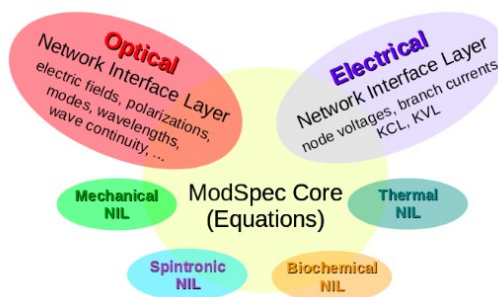 Optical
Network Interface Layer
electric fields, polarizations,
modes, wavelengths,
wave continuity, ...
Electrical
Network Interface Layer
node voltages, branch currents
KCL, KVL
Mechanical
NIL
ModSpec Core
(Equations)
Thermal
NIL
Spintronic
NIL
Biochemical
NIL